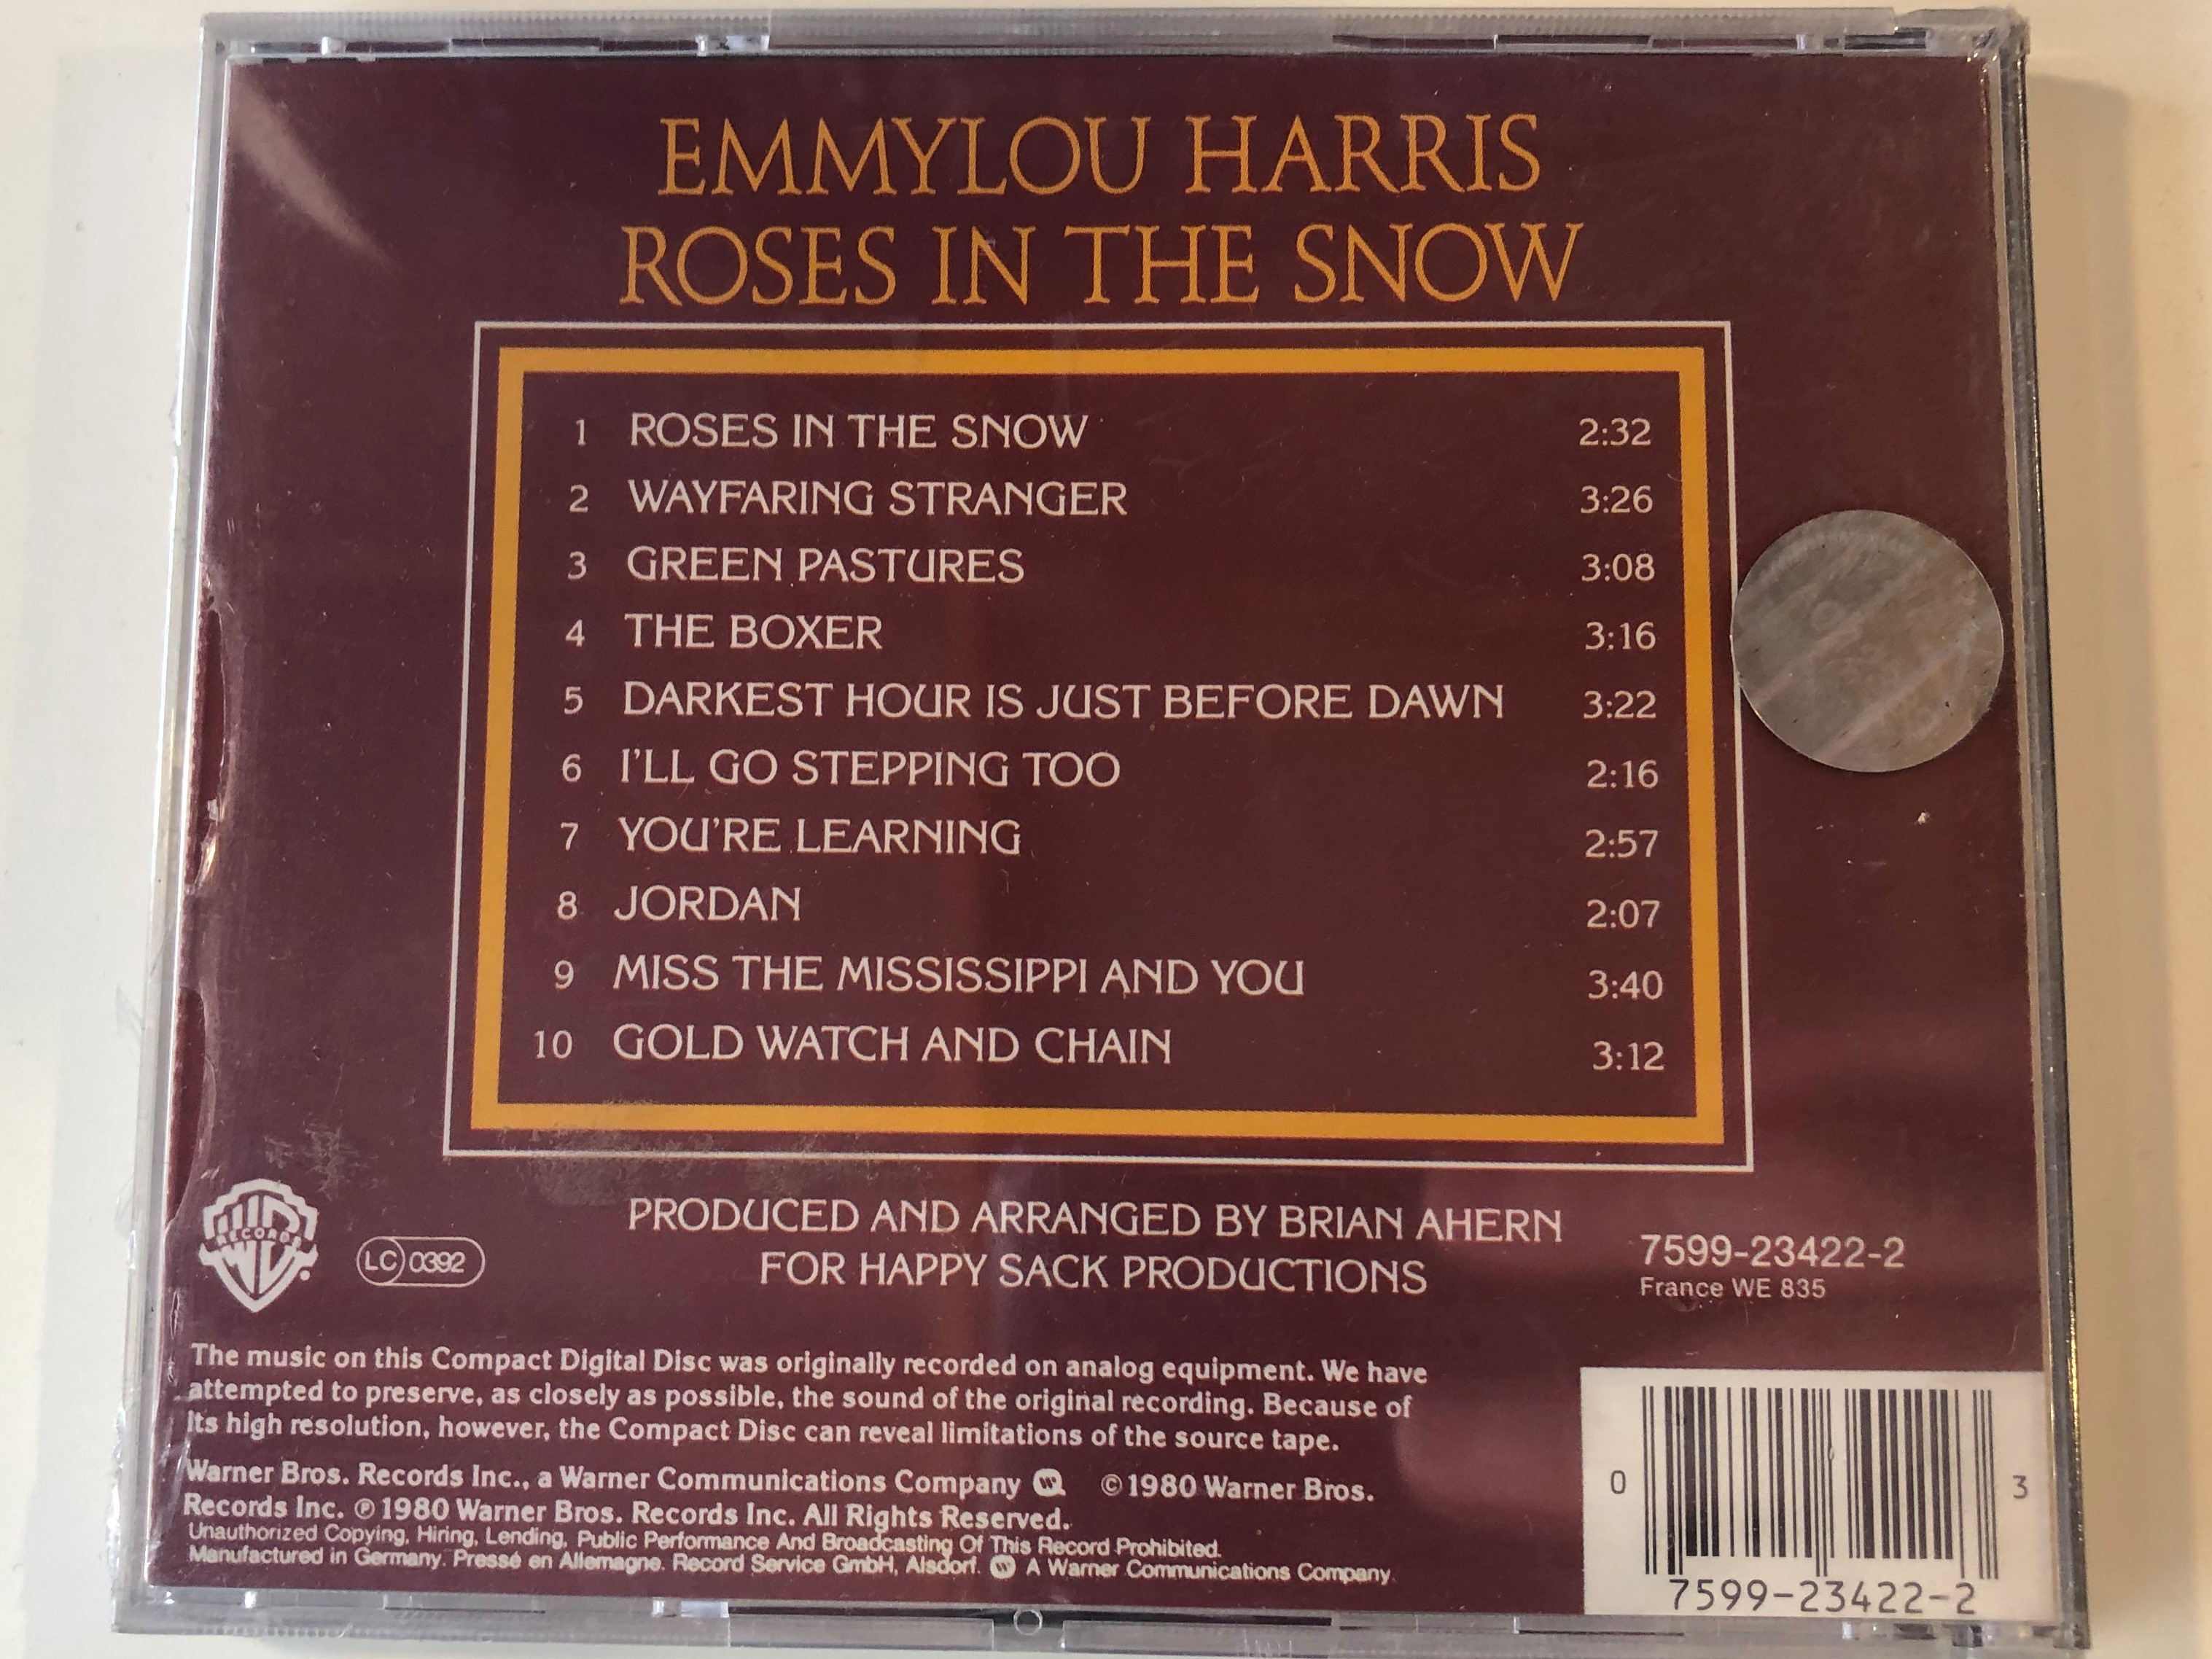 EMMYLOU HARRIS
ROSES IN THE SNOW
1 ROSES IN THE SNOW 2:32
2 WAYFARING STRANGER 3:26
3 GREEN PASTURES 3:08
4 THE BOXER 3:16
5 DARKEST HOUR IS JUST BEFORE DAWN 3:22
6 I'LL GO STEPPING TOO 2:16
7 YOU'RE LEARNING 2:57
8 JORDAN 2:07
9 MISS THE MISSISSIPPI AND YOU 3:40
10 GOLD WATCH AND CHAIN 3:12
PRODUCED AND ARRANGED BY BRIAN AHERN
FOR HAPPY SACK PRODUCTIONS
WB RECORDS
LC 0392
7599-23422-2
France WE 835
The music on this Compact Digital Disc was originally recorded on analog equipment. We have
attempted to preserve, as closely as possible, the sound of the original recording. Because of
its high resolution, however, the Compact Disc can reveal limitations of the source tape.
Warner Bros. Records Inc., a Warner Communications Company © 1980 Warner Bros.
Records Inc. ℗ 1980 Warner Bros. Records Inc. All Rights Reserved.
Unauthorized Copying, Hiring, Lending, Public Performance And Broadcasting Of This Record Prohibited.
Manufactured in Germany. Pressé en Allemagne. Record Service GmbH, Alsdorf. A Warner Communications Company.
0 3
7599-23422-2